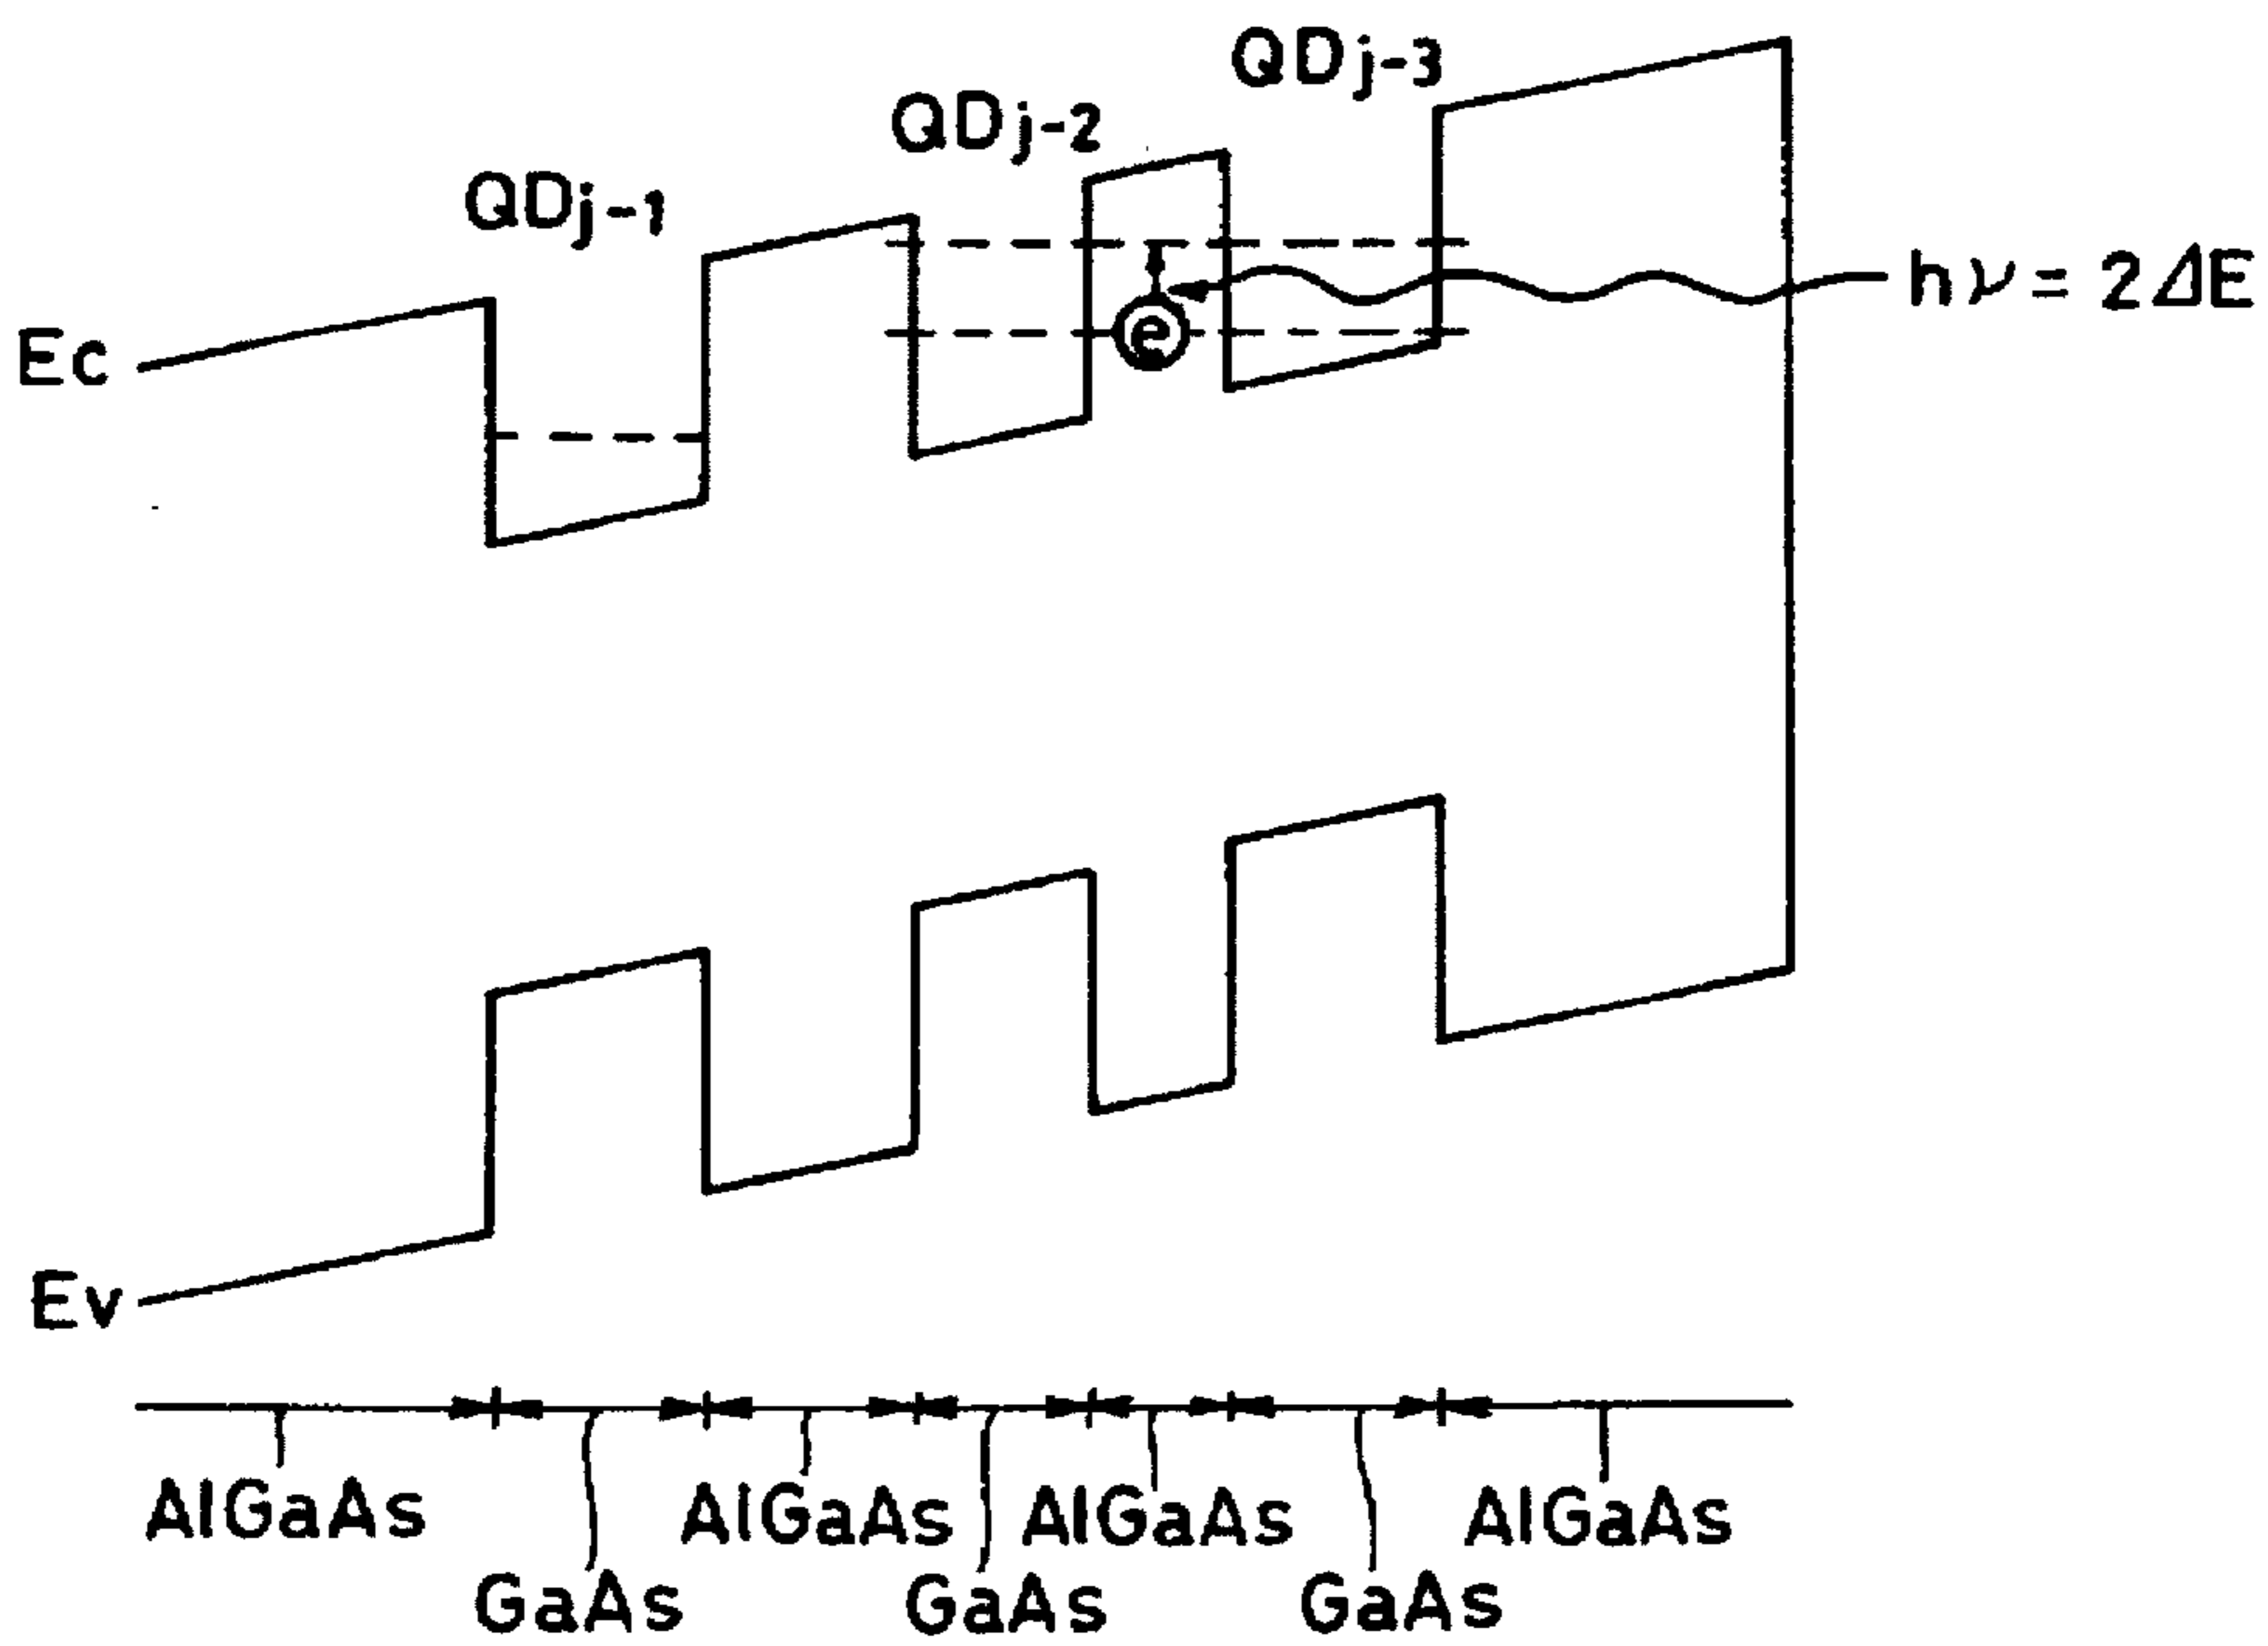 QDj-3
QDj-2
QDj-1
hν = 2ΔE
Ec
e
Ev
AlGaAs AlGaAs AlGaAs AlGaAs
GaAs GaAs GaAs